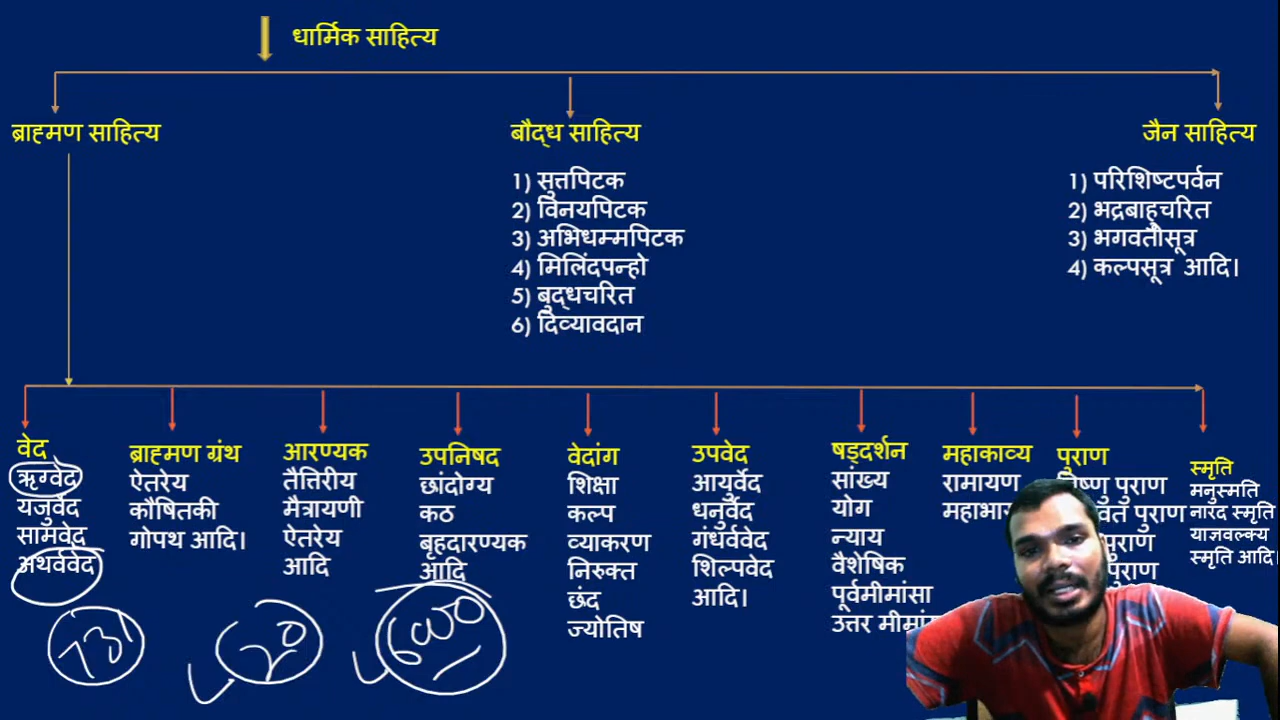 धार्मिक साहित्य
ब्राह्मण साहित्य
बौद्ध साहित्य
1) सुत्तपिटक
2) विनयपिटक
3) अभिधम्मपिटक
4) मिलिंदपन्हो
5) बुद्धचरित
6) दिव्यावदान
जैन साहित्य
1) परिशिष्टपर्वन
2) भद्रबाहुचरित
3) भगवतीसूत्र
4) कल्पसूत्र आदि।
वेद
ऋग्वेद
यजुर्वेद
सामवेद
अथर्ववेद
ब्राह्मण ग्रंथ
ऐतरेय
कौषितकी
गोपथ आदि।
आरण्यक
तैत्तिरीय
मैत्रायणी
ऐतरेय
आदि
उपनिषद
छांदोग्य
कठ
बृहदारण्यक
आदि
वेदांग
शिक्षा
कल्प
व्याकरण
निरुक्त
छंद
ज्योतिष
उपवेद
आयुर्वेद
धनुर्वेद
गंधर्ववेद
शिल्पवेद
आदि।
षड्दर्शन
सांख्य
योग
न्याय
वैशेषिक
पूर्वमीमांसा
उत्तर
महाकाव्य
रामायण
पुराण
पुराण
पुराण
पुराण
पुराण
स्मृति
मनुस्मति
नारद स्मृति
याज्ञवल्क्य
स्मृति आदि
731
20